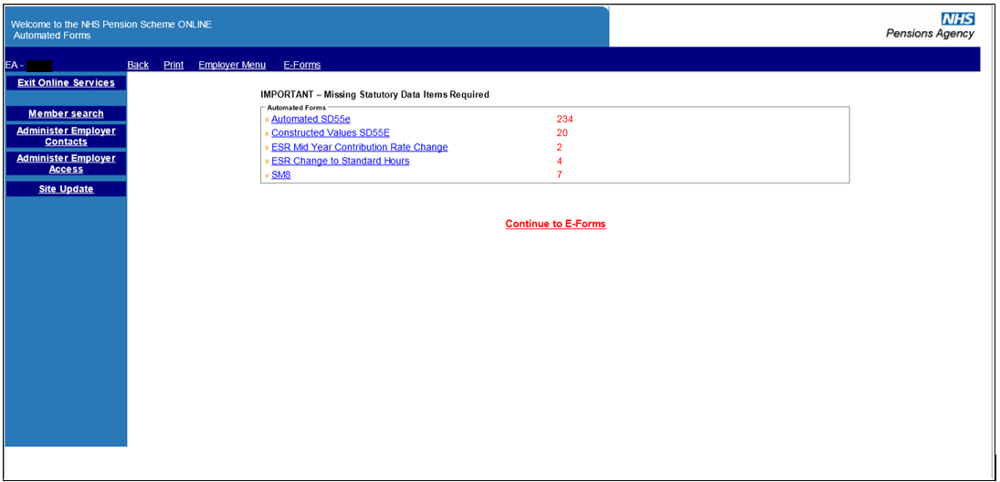 Welcome to the NHS Pension Scheme ONLINE
Automated Forms
NHS
Pensions Agency
EA -
Back Print Employer Menu E-Forms
Exit Online Services
Member search
Administer Employer
Contacts
Administer Employer
Access
Site Update
IMPORTANT – Missing Statutory Data Items Required
Automated Forms
» Automated SD55e 234
» Constructed Values SD55E 20
» ESR Mid Year Contribution Rate Change 2
» ESR Change to Standard Hours 4
» SM8 7
Continue to E-Forms